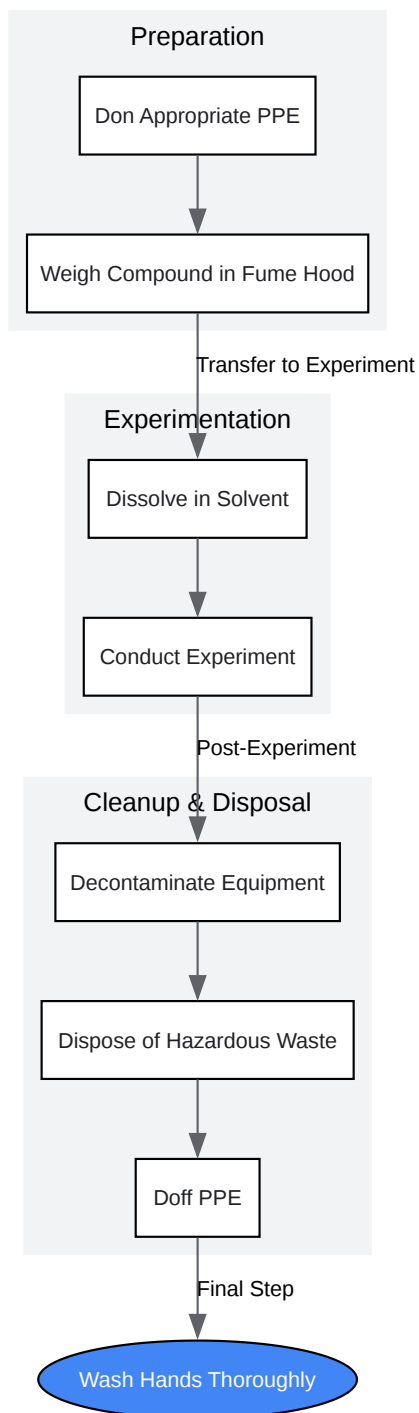 Preparation
Don Appropriate PPE
Weigh Compound in Fume Hood
Transfer to Experiment
Experimentation
Dissolve in Solvent
Conduct Experiment
Post-Experiment
Cleanup & Disposal
Decontaminate Equipment
Dispose of Hazardous Waste
Doff PPE
Final Step
Wash Hands Thoroughly